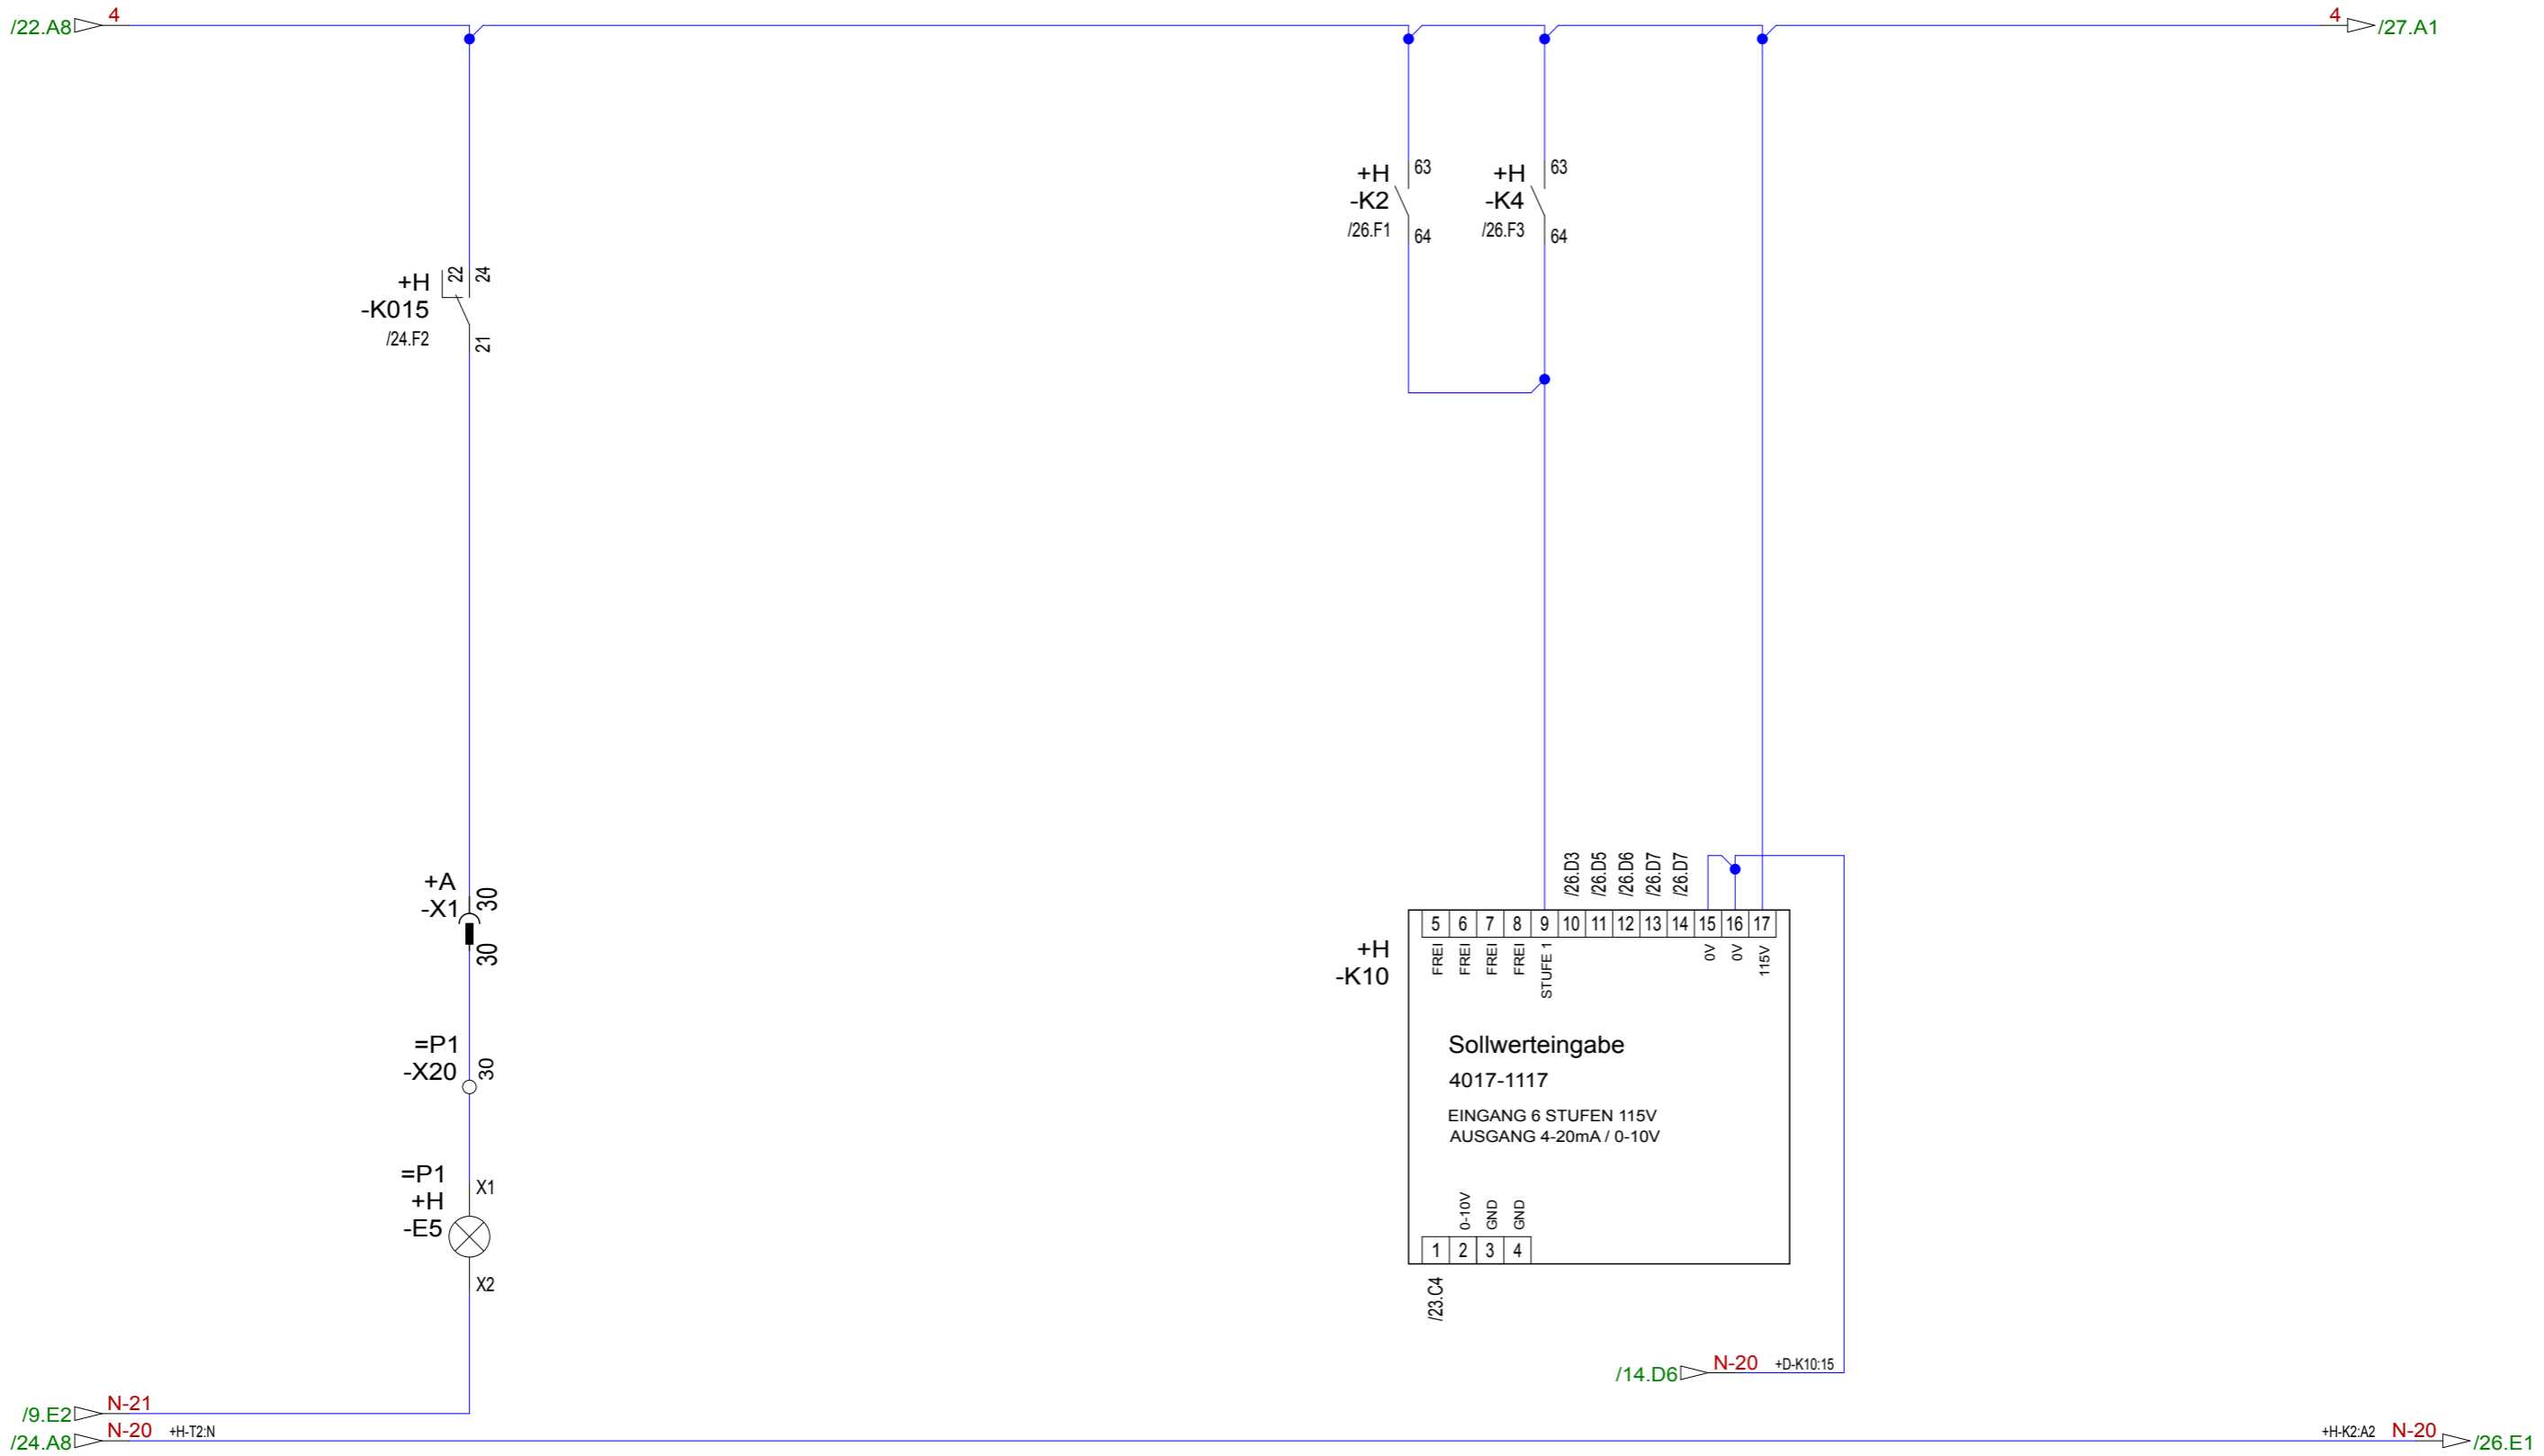 /22.A8 4
4 /27.A1
+H
-K2
/26.F1
63
64
+H
-K4
/26.F3
63
64
+H
-K015
/24.F2
22
24
21
+A
-X1
30
30
=P1
-X20
30
=P1
+H
-E5
X1
X2
/26.D3
/26.D5
/26.D6
/26.D7
/26.D7
+H
-K10
5 6 7 8 9 10 11 12 13 14 15 16 17
FREI
FREI
FREI
FREI
STUFE 1
0V
0V
115V
Sollwerteingabe
4017-1117
EINGANG 6 STUFEN 115V
AUSGANG 4-20mA / 0-10V
0-10V
GND
GND
1 2 3 4
/23.C4
/14.D6 N-20 +D-K10:15
/9.E2 N-21
/24.A8 N-20 +H-T2:N
+H-K2:A2 N-20 /26.E1